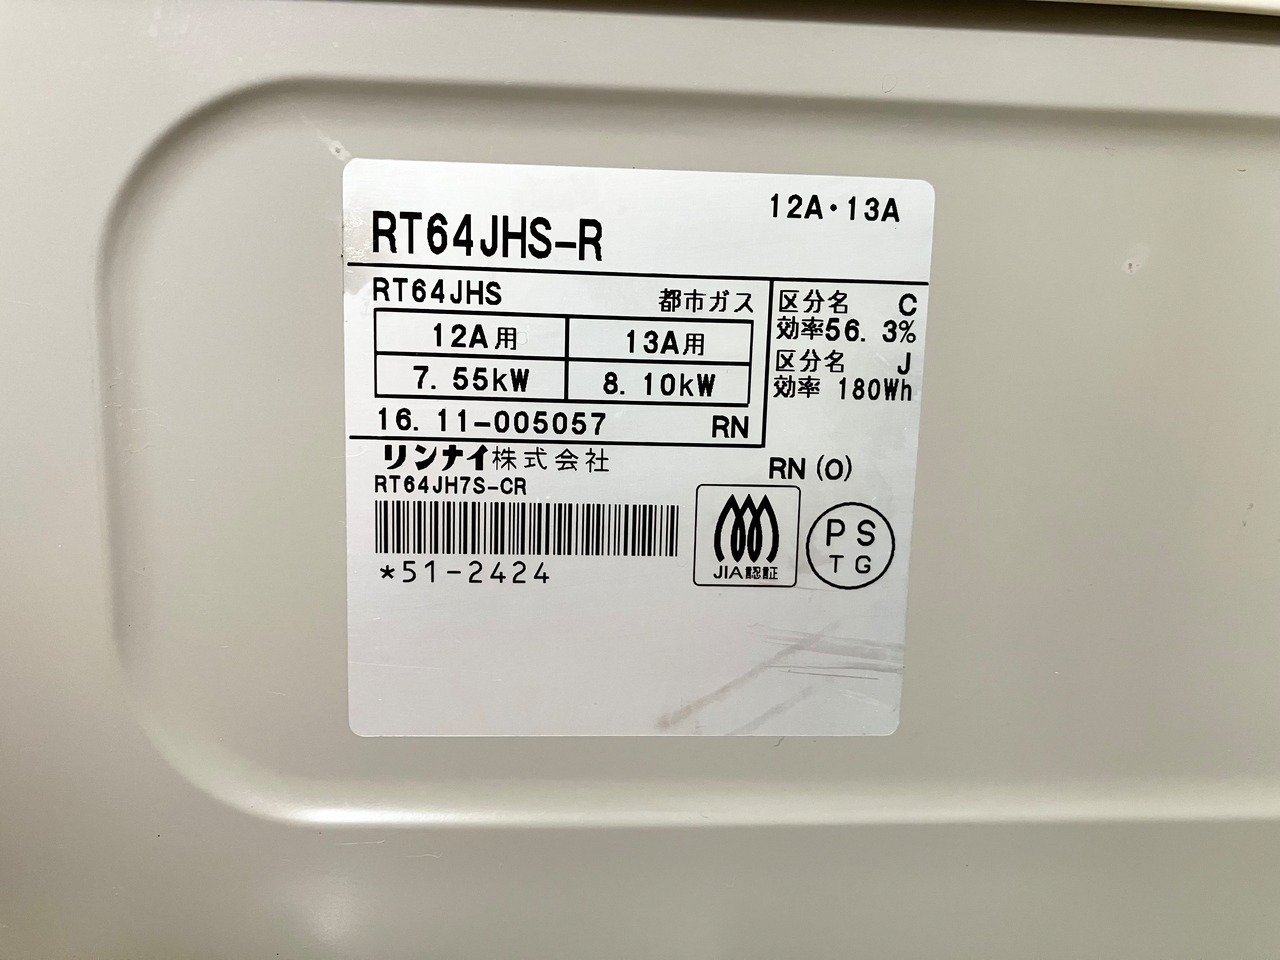 12A・13A
RT64JHS-R
RT64JHS 都市ガス
12A用 13A用
7.55kW 8.10kW
16.11-005057 RN
区分名 C
効率56.3%
区分名 J
効率 180Wh
リンナイ株式会社
RN(O)
RT64JH7S-CR
*51-2424
JIA認証
PS
TG